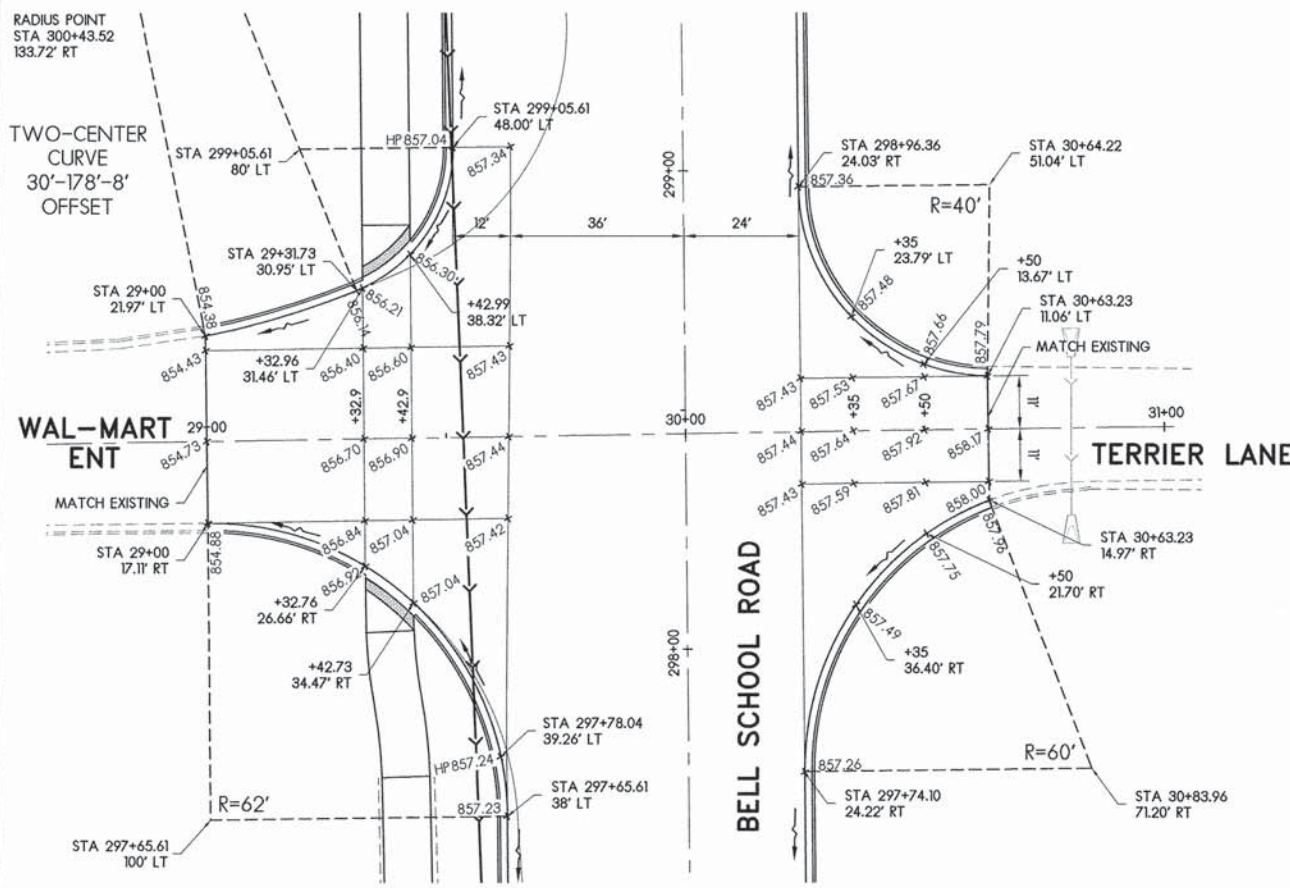 RADIUS POINT
STA 300+43.52
133.72' RT
TWO-CENTER
CURVE
30'-178'-8'
OFFSET
STA 299+05.61
80' LT
HP857.04
857.34
STA 299+05.61
48.00' LT
299+00
857.36
STA 298+96.36
24.03' RT
STA 30+64.22
51.04' LT
R=40'
12'
36'
24'
STA 29+31.73
30.95' LT
856.30
856.21
856.14
+42.99
38.32' LT
+35
23.79' LT
857.48
+50
13.67' LT
857.66
857.79
STA 30+63.23
11.06' LT
MATCH EXISTING
STA 29+00
21.97' LT
854.38
+32.96
31.46' LT
854.43
856.40
856.60
857.43
857.43
857.53
857.67
+32.9
+42.9
+35
+50
11'
WAL-MART
ENT
29+00
30+00
31+00
854.73
856.70
856.90
857.44
857.44
857.64
857.92
858.17
11'
TERRIER LANE
MATCH EXISTING
STA 29+00
17.11' RT
854.88
856.84
857.04
857.42
857.43
857.59
857.81
858.00
857.96
STA 30+63.23
14.97' RT
856.92
857.04
857.75
+50
21.70' RT
+32.76
26.66' RT
857.49
+35
36.40' RT
+42.73
34.47' RT
298+00
BELL SCHOOL ROAD
STA 297+78.04
39.26' LT
HP857.24
857.23
R=62'
STA 297+65.61
38' LT
STA 297+65.61
100' LT
857.26
STA 297+74.10
24.22' RT
R=60'
STA 30+83.96
71.20' RT